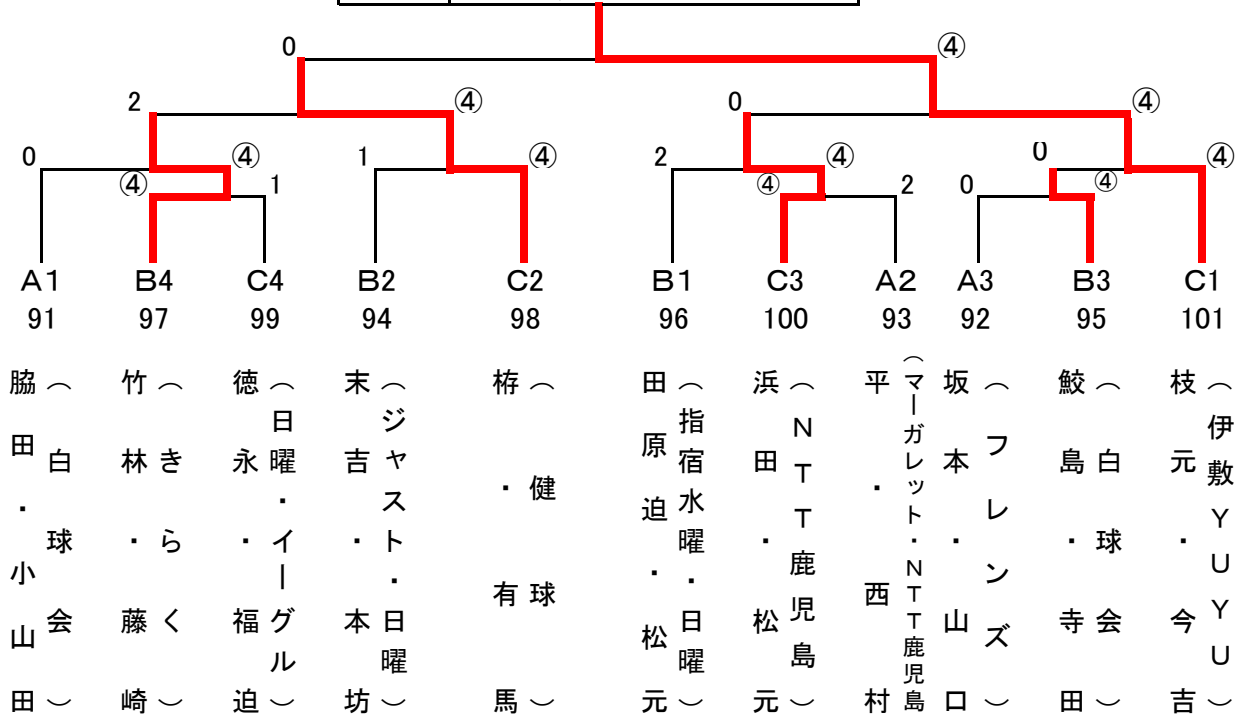 0 ④
2 ④ 0 ④
0 ④ 1 ④ 2 ④ 0 ④
④ 1 ④ 2 0 ④
A1 B4 C4 B2 C2 B1 C3 A2 A3 B3 C1
91 97 99 94 98 96 100 93 92 95 101
脇田・小山田
（白球会）
竹林・藤崎
（きらく）
徳永・福迫
（日曜・イーグル）
末吉・本坊
（ジャスト・日曜）
栫・有馬
（健球）
田原迫・松元
（指宿水曜・日曜）
浜田・松元
（NTT鹿児島）
平・西村
（マーガレット・NTT鹿児島
坂本・山口
（フレンズ）
鮫島・寺田
（白球会）
枝元・今吉
（伊敷YUYU）